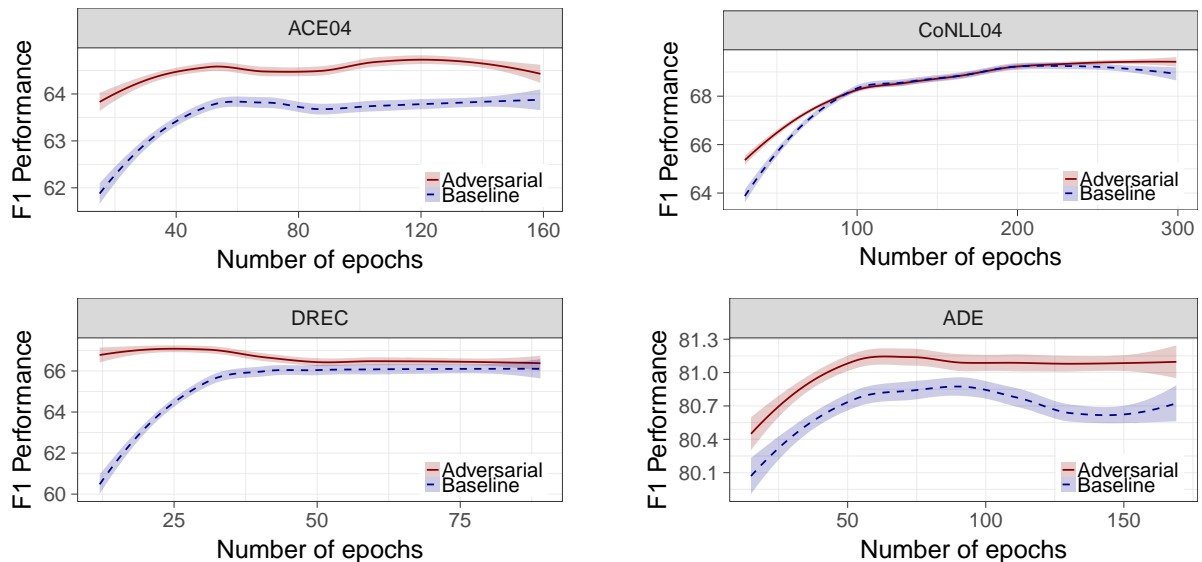 ACE04
F1 Performance
64
63
62
Adversarial
Baseline
40
80
120
160
Number of epochs
CoNLL04
F1 Performance
68
66
64
Adversarial
Baseline
100
200
300
Number of epochs
DREC
F1 Performance
66
64
62
60
Adversarial
Baseline
25
50
75
Number of epochs
ADE
F1 Performance
81.3
81.0
80.7
80.4
80.1
Adversarial
Baseline
50
100
150
Number of epochs